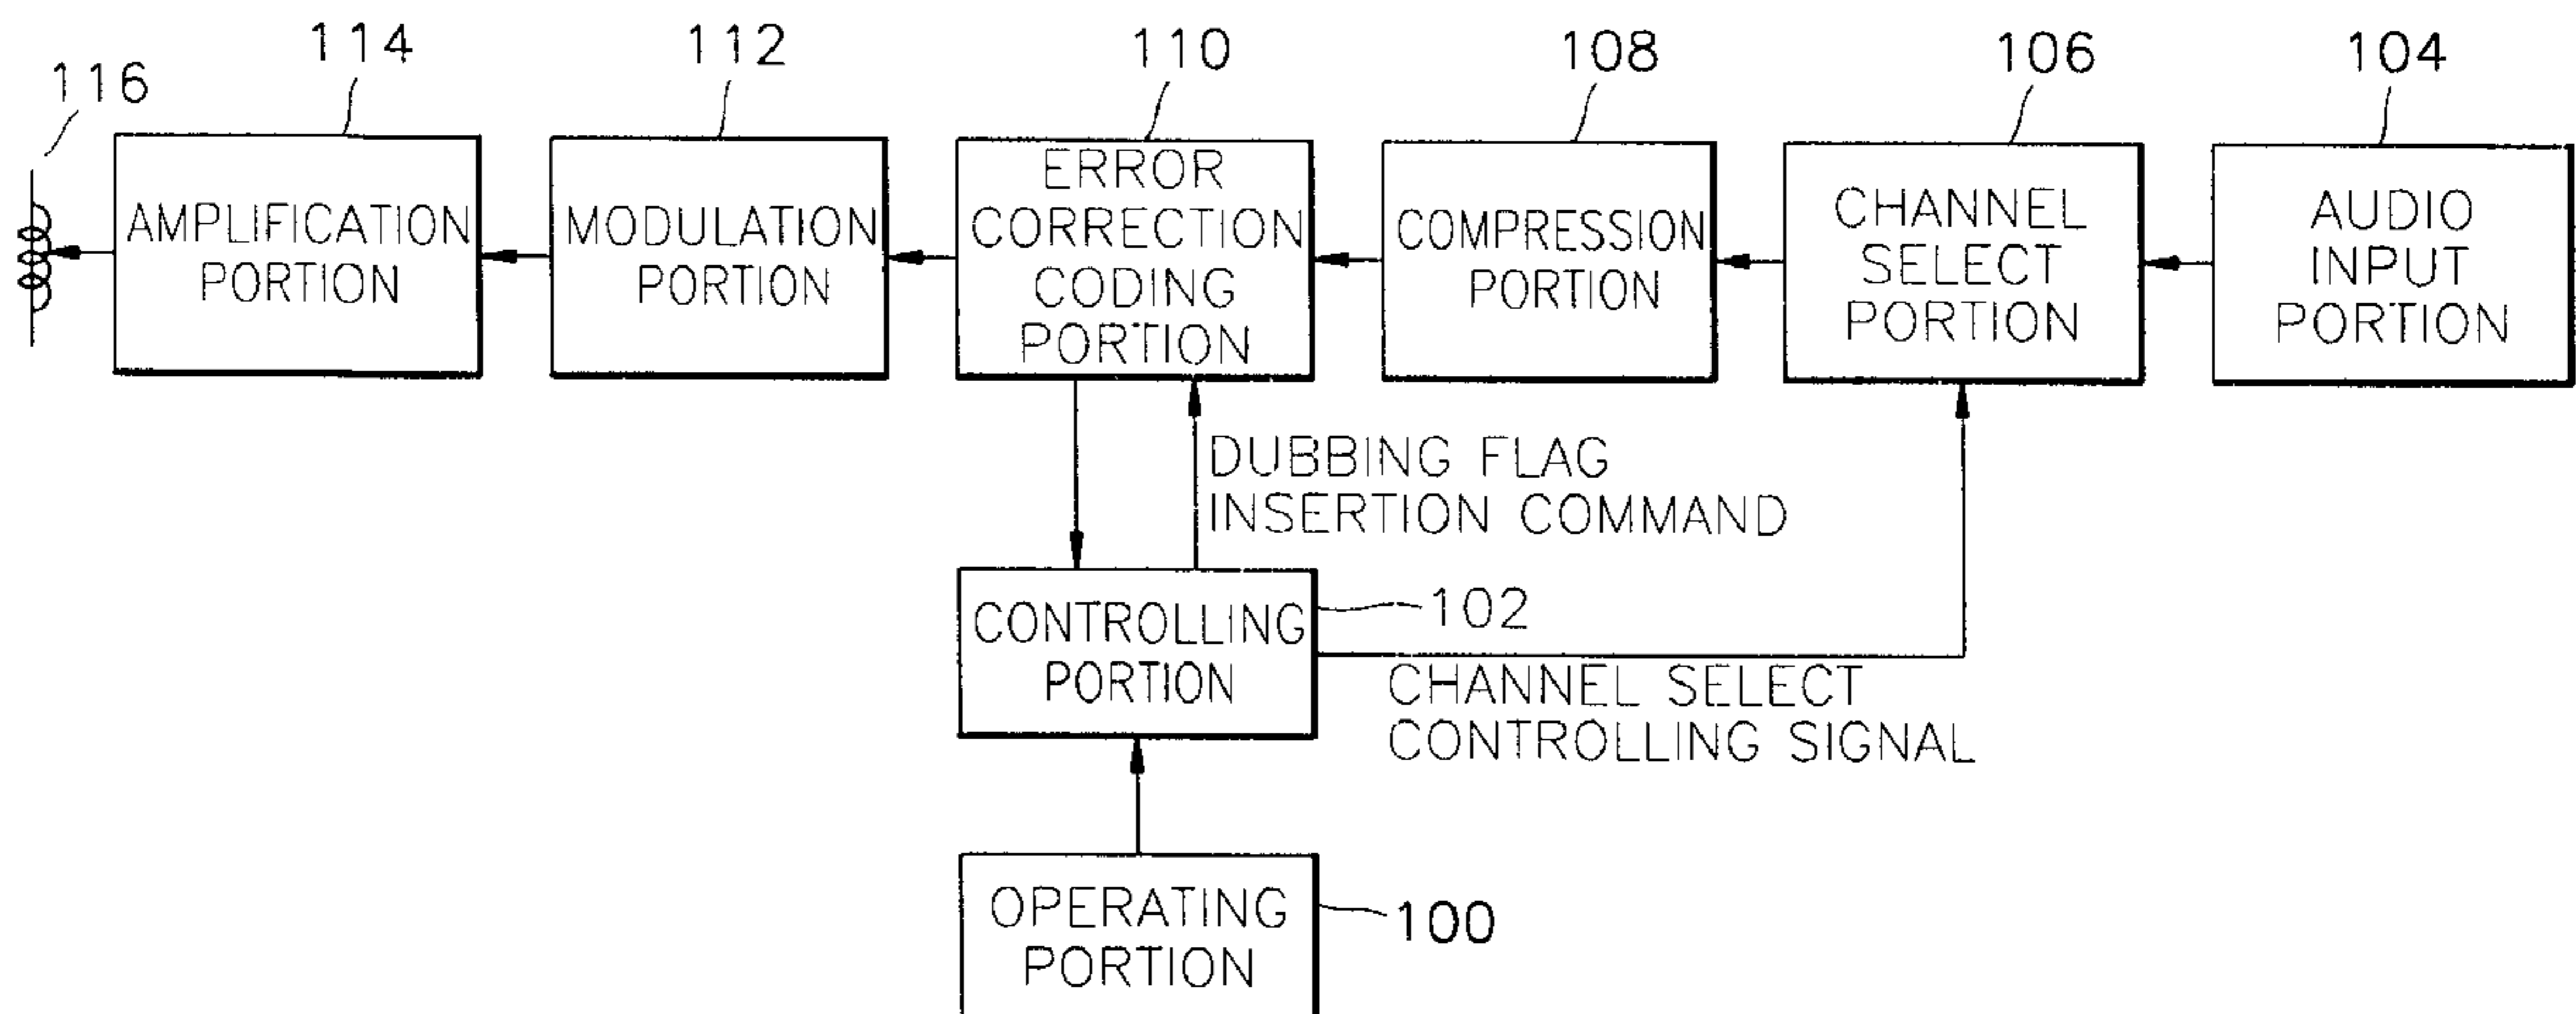 116
114
112
110
108
106
104
AMPLIFICATION
PORTION
MODULATION
PORTION
ERROR
CORRECTION
CODING
PORTION
COMPRESSION
PORTION
CHANNEL
SELECT
PORTION
AUDIO
INPUT
PORTION
DUBBING FLAG
INSERTION COMMAND
CONTROLLING
PORTION
102
CHANNEL SELECT
CONTROLLING SIGNAL
OPERATING
PORTION
100